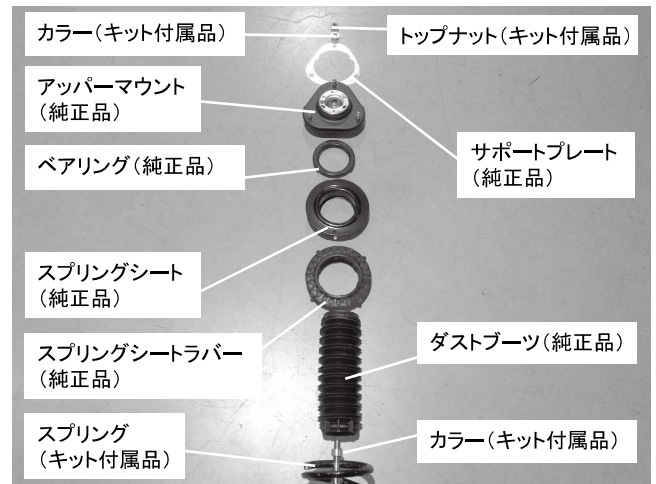 カラー(キット付属品)
トップナット(キット付属品)
アッパーマウント
(純正品)
サポートプレート
(純正品)
ベアリング(純正品)
スプリングシート
(純正品)
スプリングシートラバー
(純正品)
ダストブーツ(純正品)
スプリング
(キット付属品)
カラー(キット付属品)